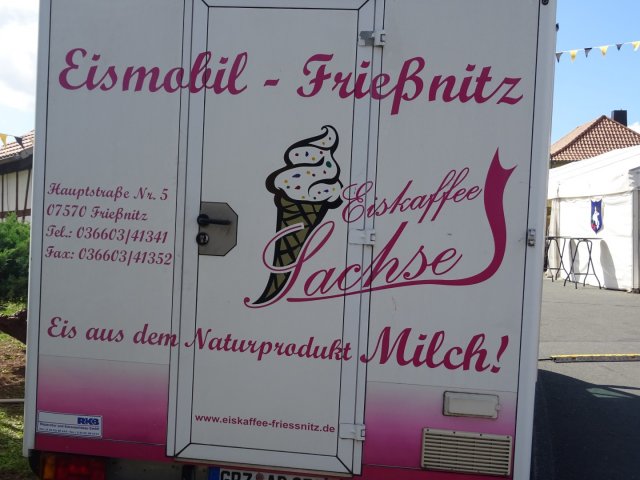 Eismobil - Frießnitz
Hauptstraße Nr. 5
07570 Frießnitz
Tel.: 036603/41341
Fax: 036603/41352
Eiskaffee
Sachse
Eis aus dem Naturprodukt Milch!
www.eiskaffee-friessnitz.de
RKB